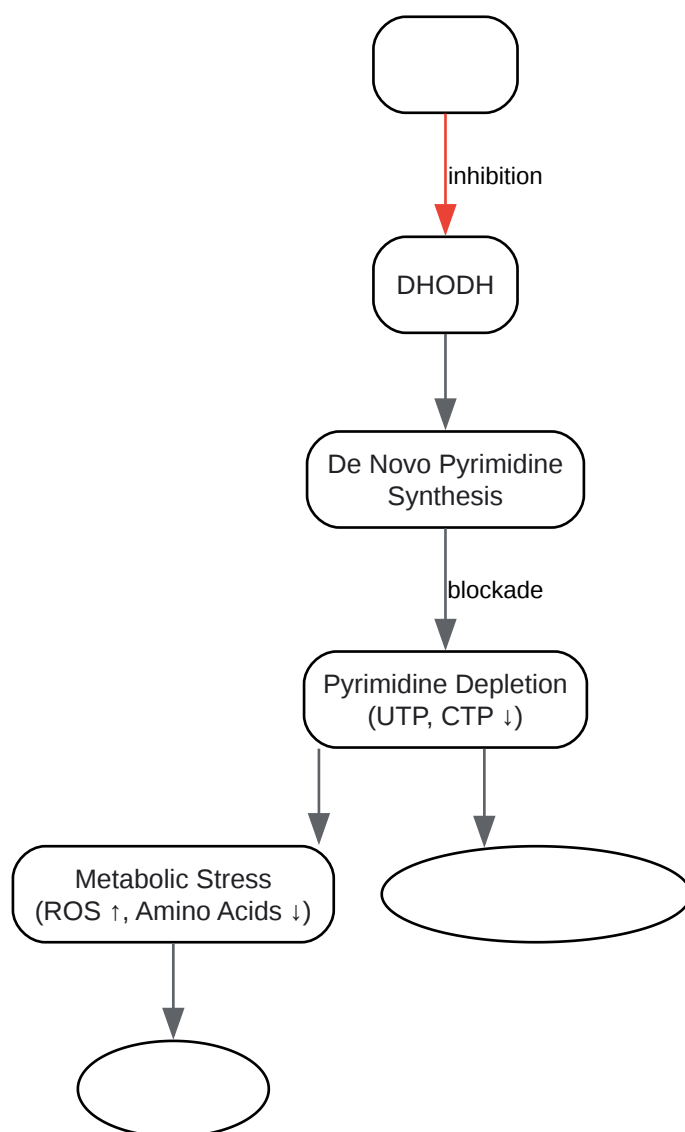 inhibition
DHODH
De Novo Pyrimidine
Synthesis
blockade
Pyrimidine Depletion
(UTP, CTP ↓)
Metabolic Stress
(ROS ↑, Amino Acids ↓)